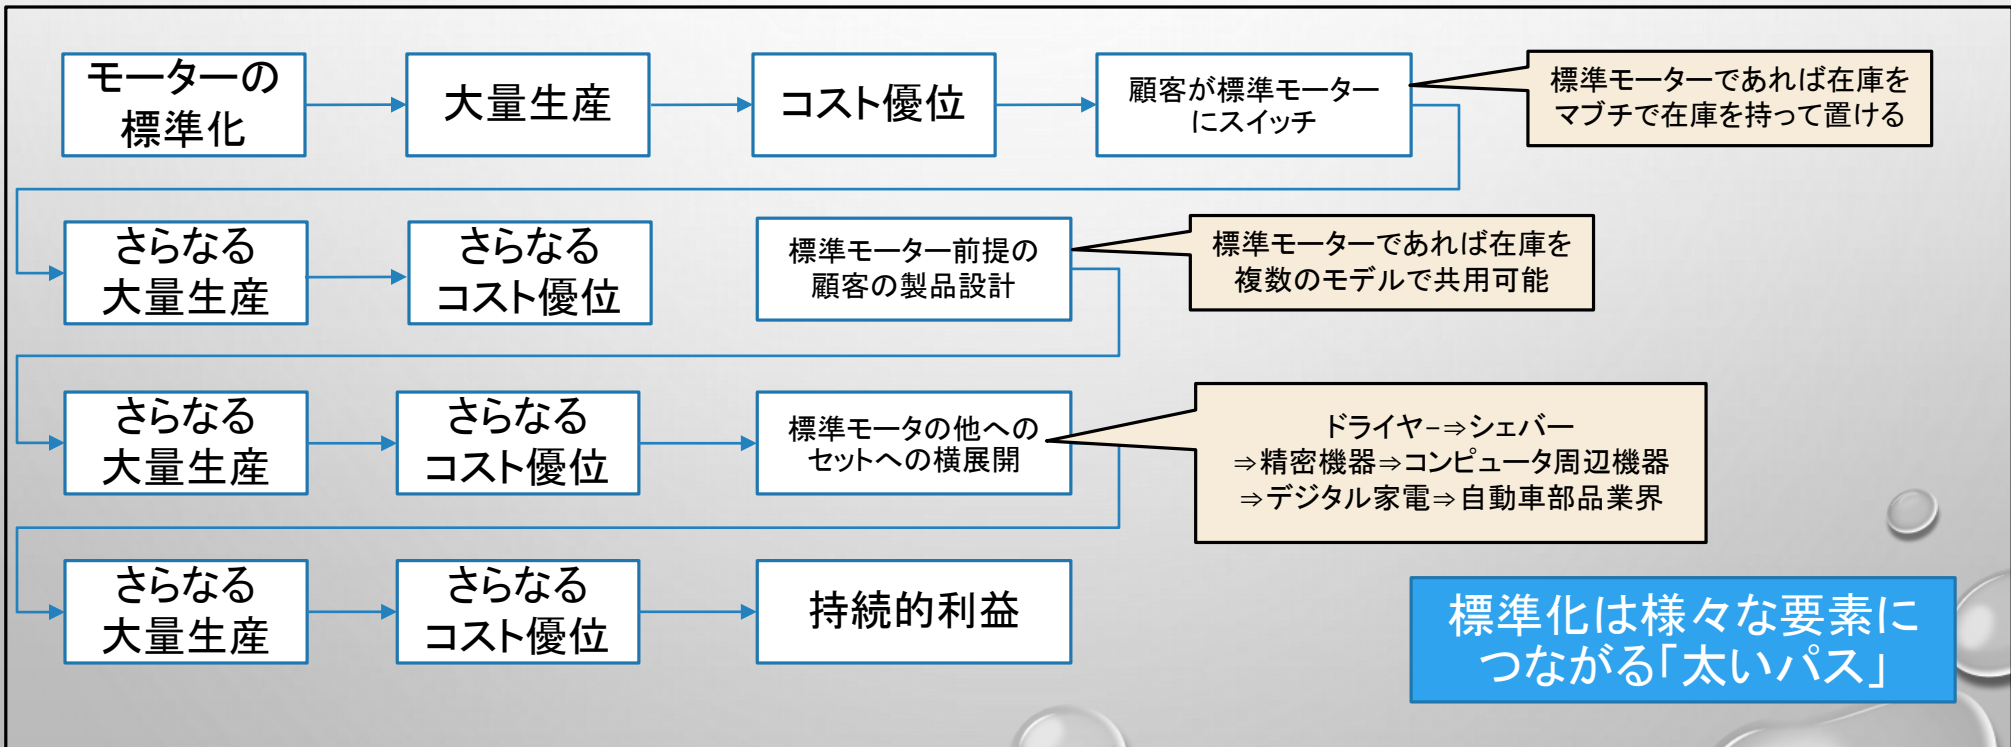 モーターの
標準化
大量生産
コスト優位
顧客が標準モーター
にスイッチ
標準モーターであれば在庫を
マブチで在庫を持って置ける
さらなる
大量生産
さらなる
コスト優位
標準モーター前提の
顧客の製品設計
標準モーターであれば在庫を
複数のモデルで共用可能
さらなる
大量生産
さらなる
コスト優位
標準モータの他への
セットへの横展開
ドライヤ-⇒シェバー
⇒精密機器⇒コンピュータ周辺機器
⇒デジタル家電⇒自動車部品業界
さらなる
大量生産
さらなる
コスト優位
持続的利益
標準化は様々な要素に
つながる「太いパス」